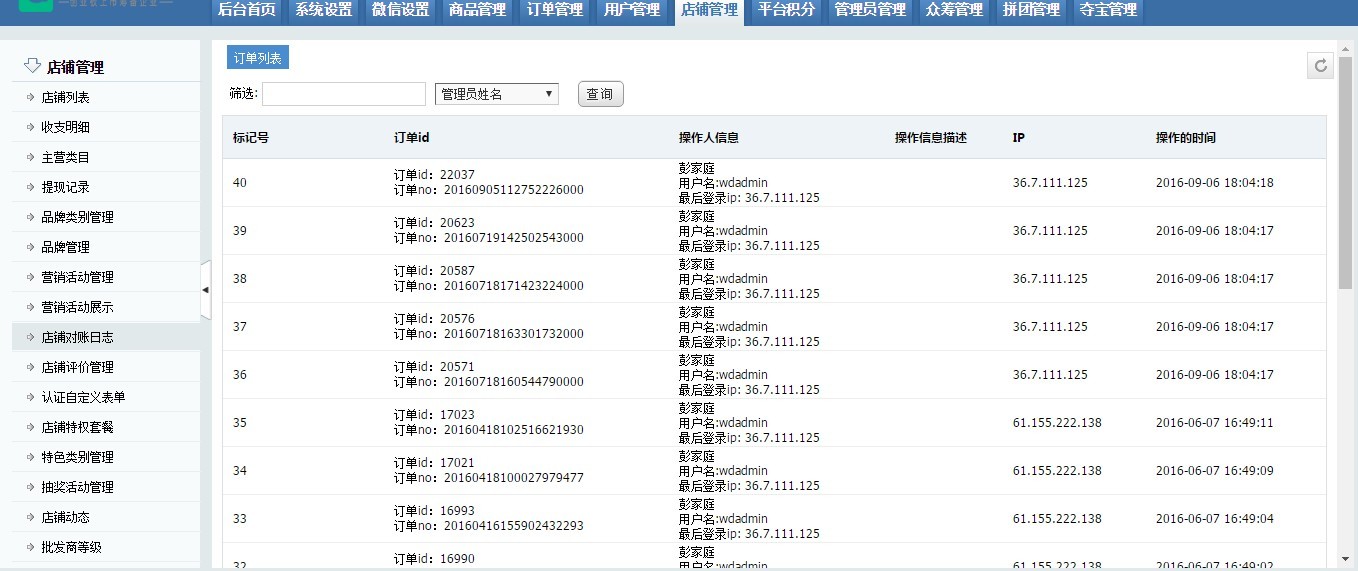 后台首页 系统设置 微信设置 商品管理 订单管理 用户管理 店铺管理 平台积分 管理员管理 众筹管理 拼团管理 夺宝管理
店铺管理
店铺列表
收支明细
主营类目
提现记录
品牌类别管理
品牌管理
营销活动管理
营销活动展示
店铺对账日志
店铺评价管理
认证自定义表单
店铺特权套餐
特色类别管理
抽奖活动管理
店铺动态
批发商等级
订单列表
筛选: 管理员姓名 查询
标记号 订单id 操作人信息 操作信息描述 IP 操作的时间
彭家庭
订单id：22037
40 用户名:wdadmin 36.7.111.125 2016-09-06 18:04:18
订单no：20160905112752226000
最后登录ip: 36.7.111.125
彭家庭
订单id：20623
39 用户名:wdadmin 36.7.111.125 2016-09-06 18:04:17
订单no：20160719142502543000
最后登录ip: 36.7.111.125
彭家庭
订单id：20587
38 用户名:wdadmin 36.7.111.125 2016-09-06 18:04:17
订单no：20160718171423224000
最后登录ip: 36.7.111.125
彭家庭
订单id：20576
37 用户名:wdadmin 36.7.111.125 2016-09-06 18:04:17
订单no：20160718163301732000
最后登录ip: 36.7.111.125
彭家庭
订单id：20571
36 用户名:wdadmin 36.7.111.125 2016-09-06 18:04:17
订单no：20160718160544790000
最后登录ip: 36.7.111.125
彭家庭
订单id：17023
35 用户名:wdadmin 61.155.222.138 2016-06-07 16:49:11
订单no：20160418102516621930
最后登录ip: 36.7.111.125
彭家庭
订单id：17021
34 用户名:wdadmin 61.155.222.138 2016-06-07 16:49:09
订单no：20160418100027979477
最后登录ip: 36.7.111.125
彭家庭
订单id：16993
33 用户名:wdadmin 61.155.222.138 2016-06-07 16:49:04
订单no：20160416155902432293
最后登录ip: 36.7.111.125
彭家庭
订单id：16990
32 用户名:wdadmin 61.155.222.138 2016-06-07 16:49:02